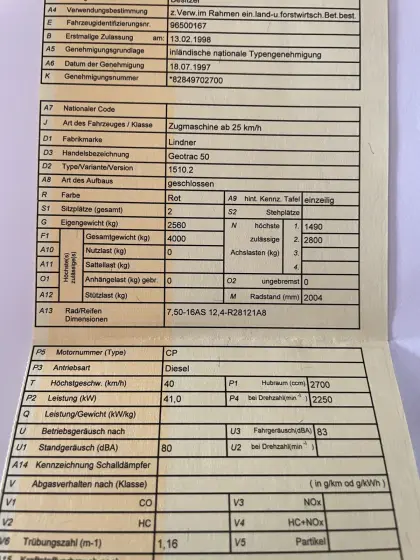 Besitzer
A4 Verwendungsbestimmung z.Verw.im Rahmen ein.land-u.forstwirtsch.Bet.best.
E Fahrzeugidentifizierungsnr. 96500167
B Erstmalige Zulassung am: 13.02.1998
A5 Genehmigungsgrundlage inländische nationale Typengenehmigung
A6 Datum der Genehmigung 18.07.1997
K Genehmigungsnummer *82849702700
A7 Nationaler Code
J Art des Fahrzeuges / Klasse Zugmaschine ab 25 km/h
D1 Fabrikmarke Lindner
D3 Handelsbezeichnung Geotrac 50
D2 Type/Variante/Version 1510.2
A8 Art des Aufbaus geschlossen
R Farbe Rot A9 hint. Kennz. Tafel einzeilig
S1 Sitzplätze (gesamt) 2 S2 Stehplätze
G Eigengewicht (kg) 2560 N höchste 1. 1490
Höchste(s) zulässige(s)
F1 Gesamtgewicht (kg) 4000 zulässige 2. 2800
A10 Nutzlast (kg) 0 Achslasten (kg) 3.
A11 Sattellast (kg) 4.
O1 Anhängelast (kg) gebr. 0 O2 ungebremst 0
A12 Stützlast (kg) M Radstand (mm) 2004
A13 Rad/Reifen 7,50-16AS 12,4-R28121A8
Dimensionen
P5 Motornummer (Type) CP
P3 Antriebsart Diesel
T Höchstgeschw. (km/h) 40 P1 Hubraum (ccm) 2700
P2 Leistung (kW) 41,0 P4 bei Drehzahl(min⁻¹) 2250
Q Leistung/Gewicht (kW/kg)
U Betriebsgeräusch nach U3 Fahrgeräusch(dBA) 83
U1 Standgeräusch (dBA) 80 U2 bei Drehzahl(min⁻¹)
A14 Kennzeichnung Schalldämpfer
V Abgasverhalten nach (Klasse) (in g/km od g/kWh)
V1 CO V3 NOx
V2 HC V4 HC+NOx
V6 Trübungszahl (m-1) 1,16 V5 Partikel